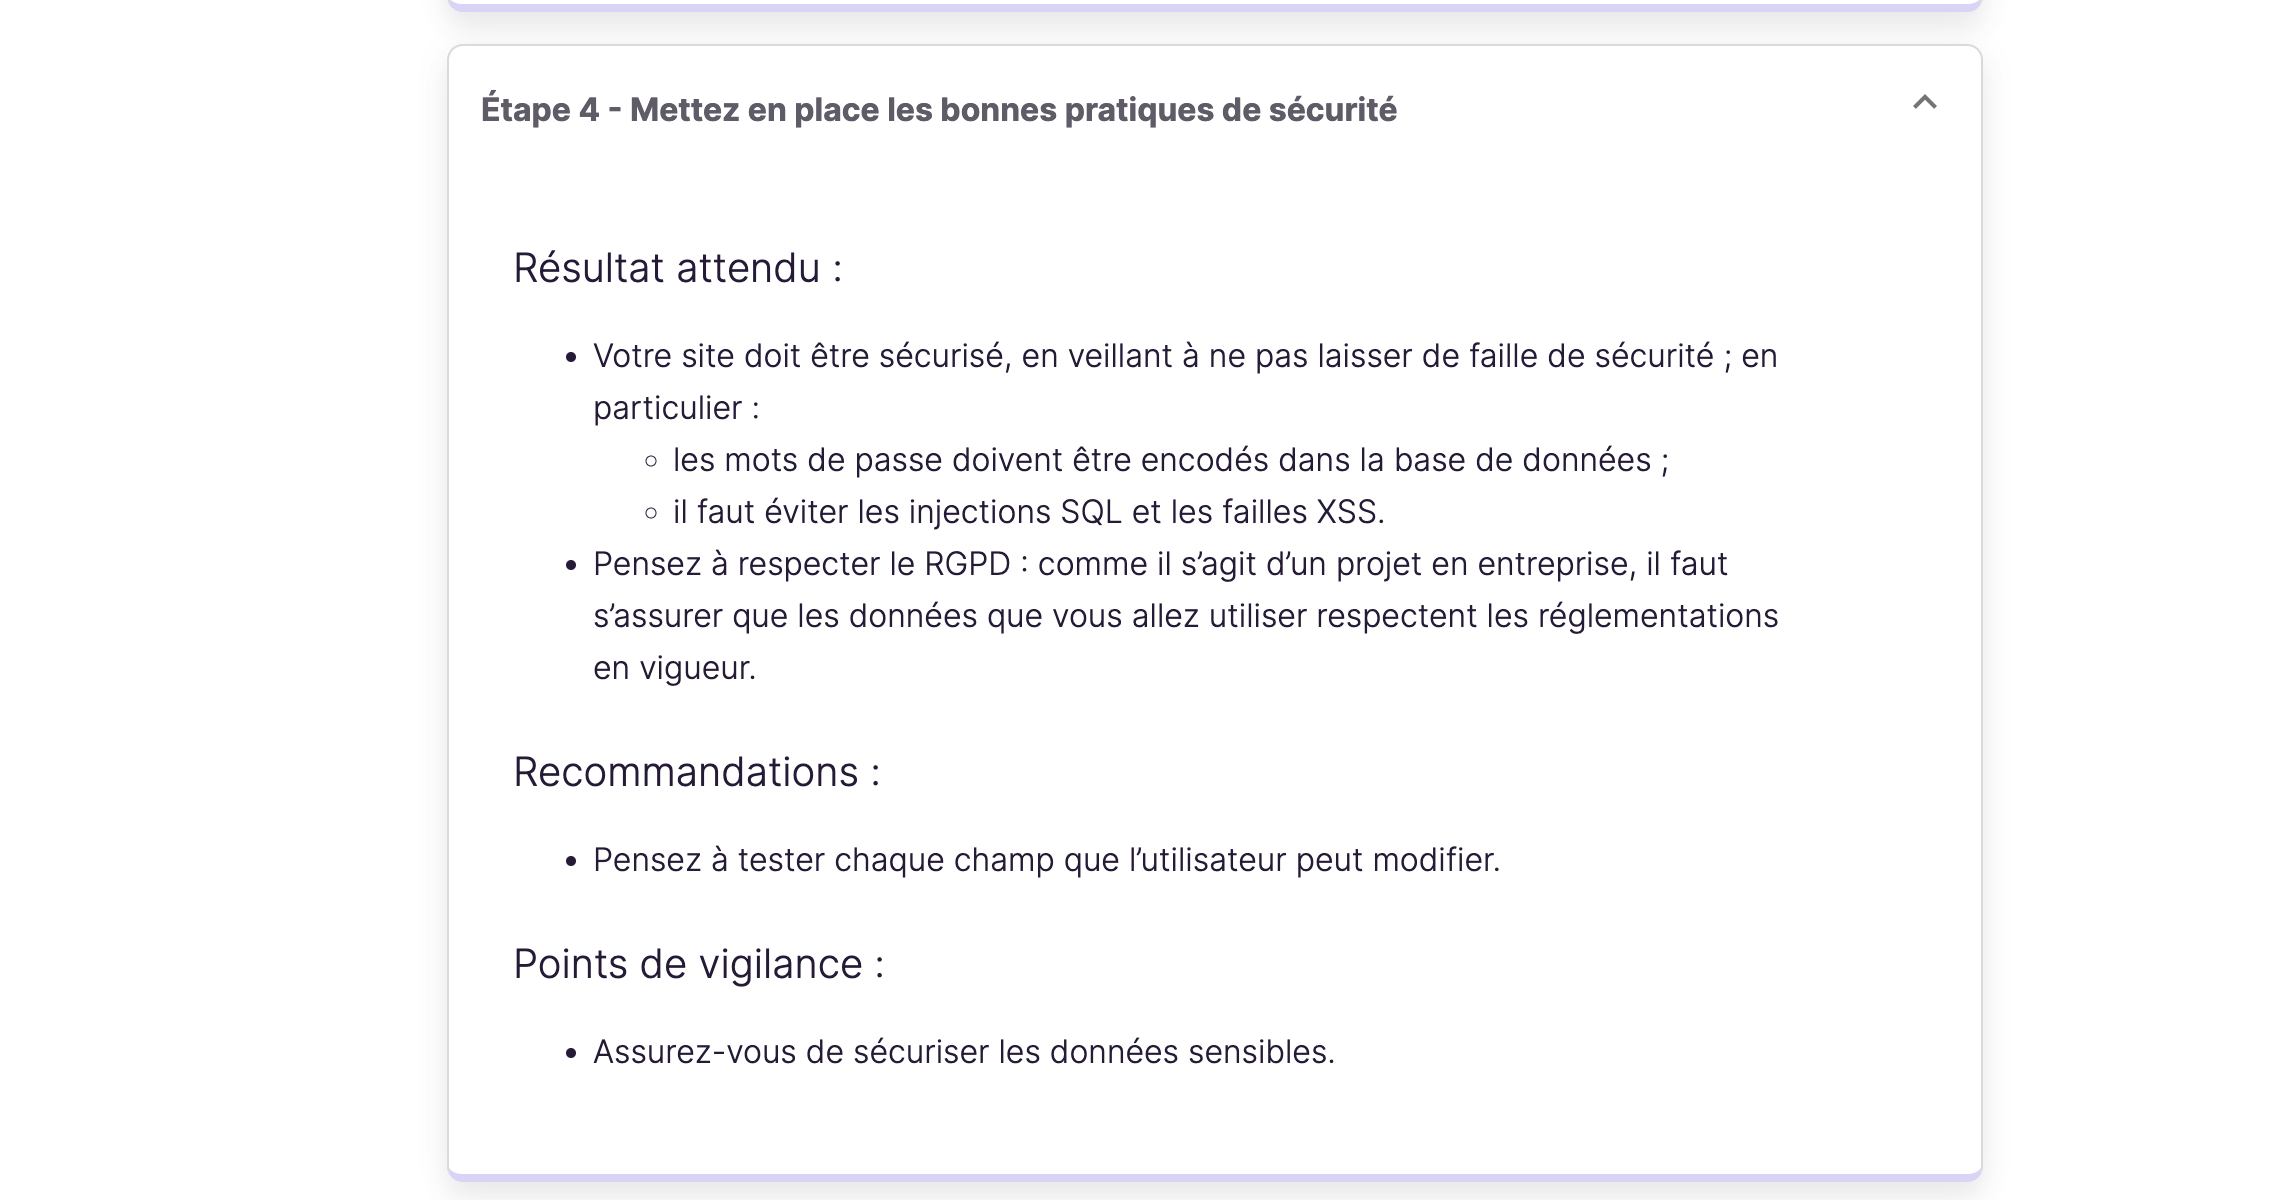 Étape 4 - Mettez en place les bonnes pratiques de sécurité
Résultat attendu :
Votre site doit être sécurisé, en veillant à ne pas laisser de faille de sécurité ; en
particulier :
les mots de passe doivent être encodés dans la base de données ;
il faut éviter les injections SQL et les failles XSS.
Pensez à respecter le RGPD : comme il s’agit d’un projet en entreprise, il faut
s’assurer que les données que vous allez utiliser respectent les réglementations
en vigueur.
Recommandations :
Pensez à tester chaque champ que l’utilisateur peut modifier.
Points de vigilance :
Assurez-vous de sécuriser les données sensibles.